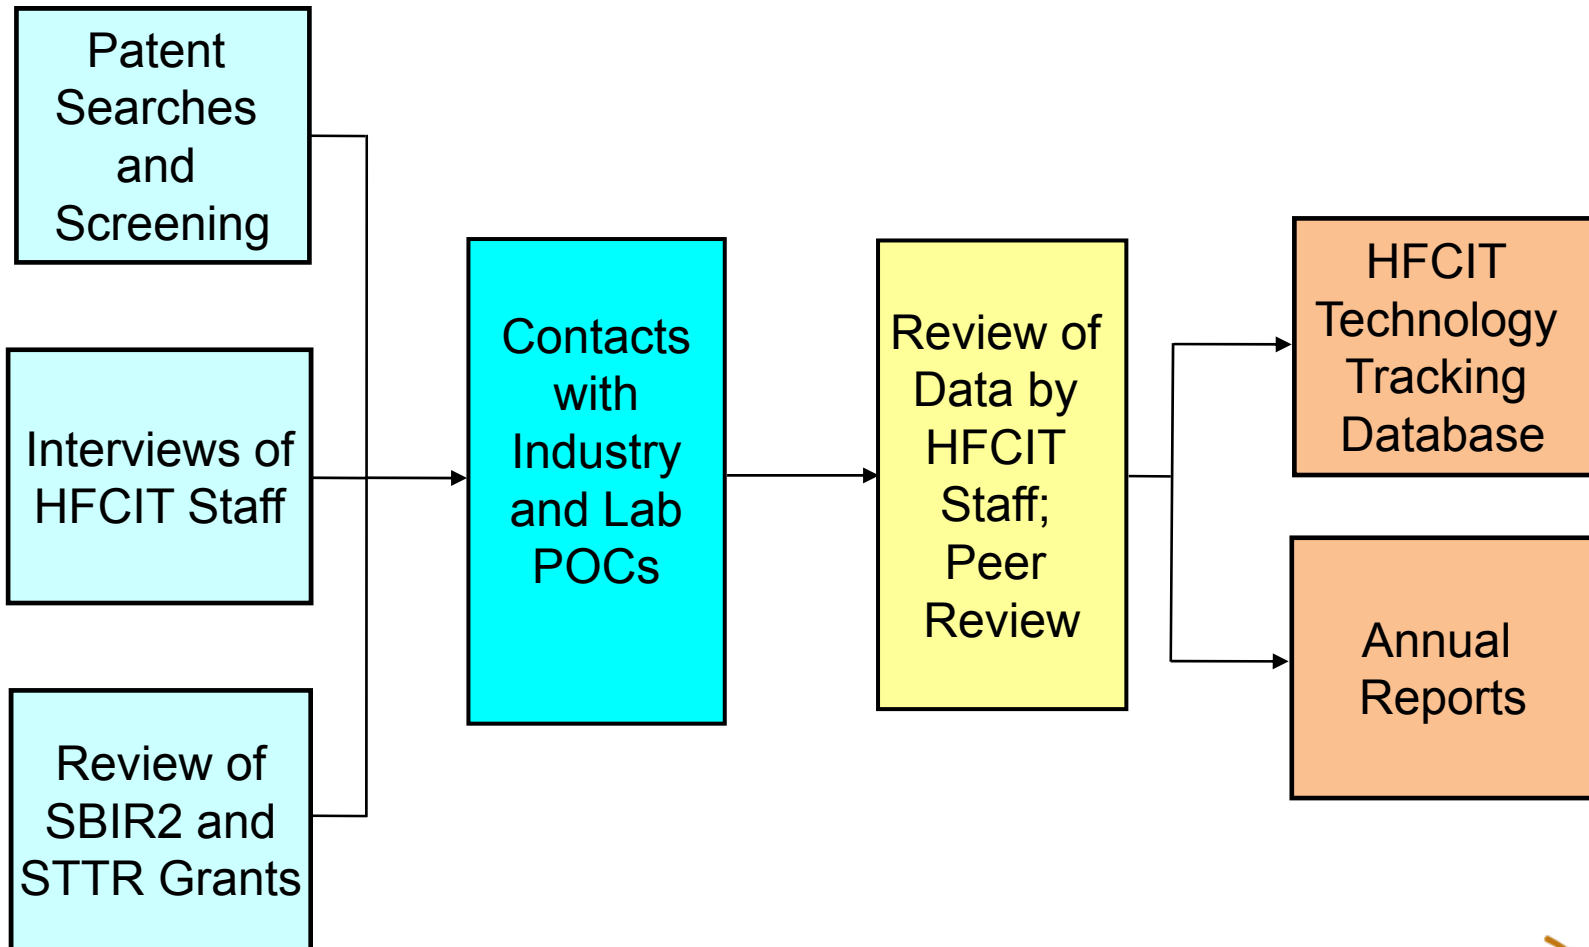 Patent
Searches
and
Screening
Interviews of
HFCIT Staff
Review of
SBIR2 and
STTR Grants
Contacts
with
Industry
and Lab
POCs
Review of
Data by
HFCIT
Staff;
Peer
Review
HFCIT
Technology
Tracking
Database
Annual
Reports